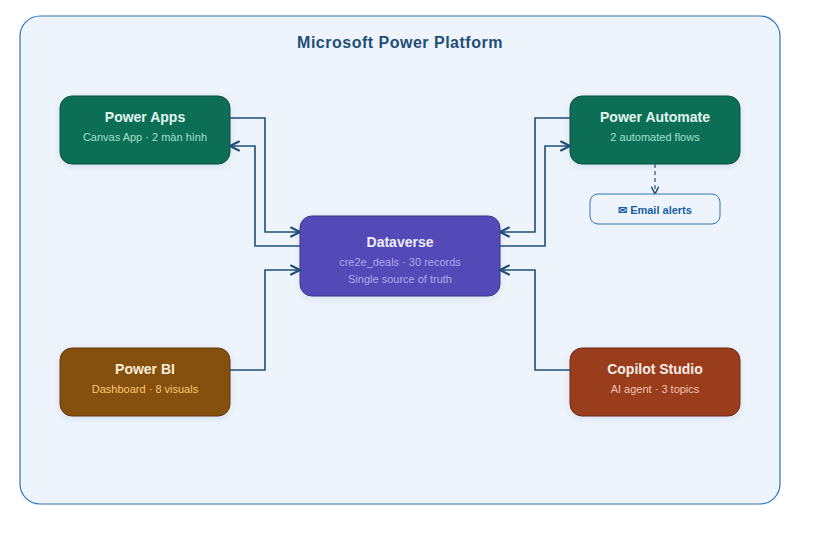 Microsoft Power Platform
Power Apps
Canvas App · 2 màn hình
Power Automate
2 automated flows
✉ Email alerts
Dataverse
cre2e_deals · 30 records
Single source of truth
Power BI
Dashboard · 8 visuals
Copilot Studio
AI agent · 3 topics